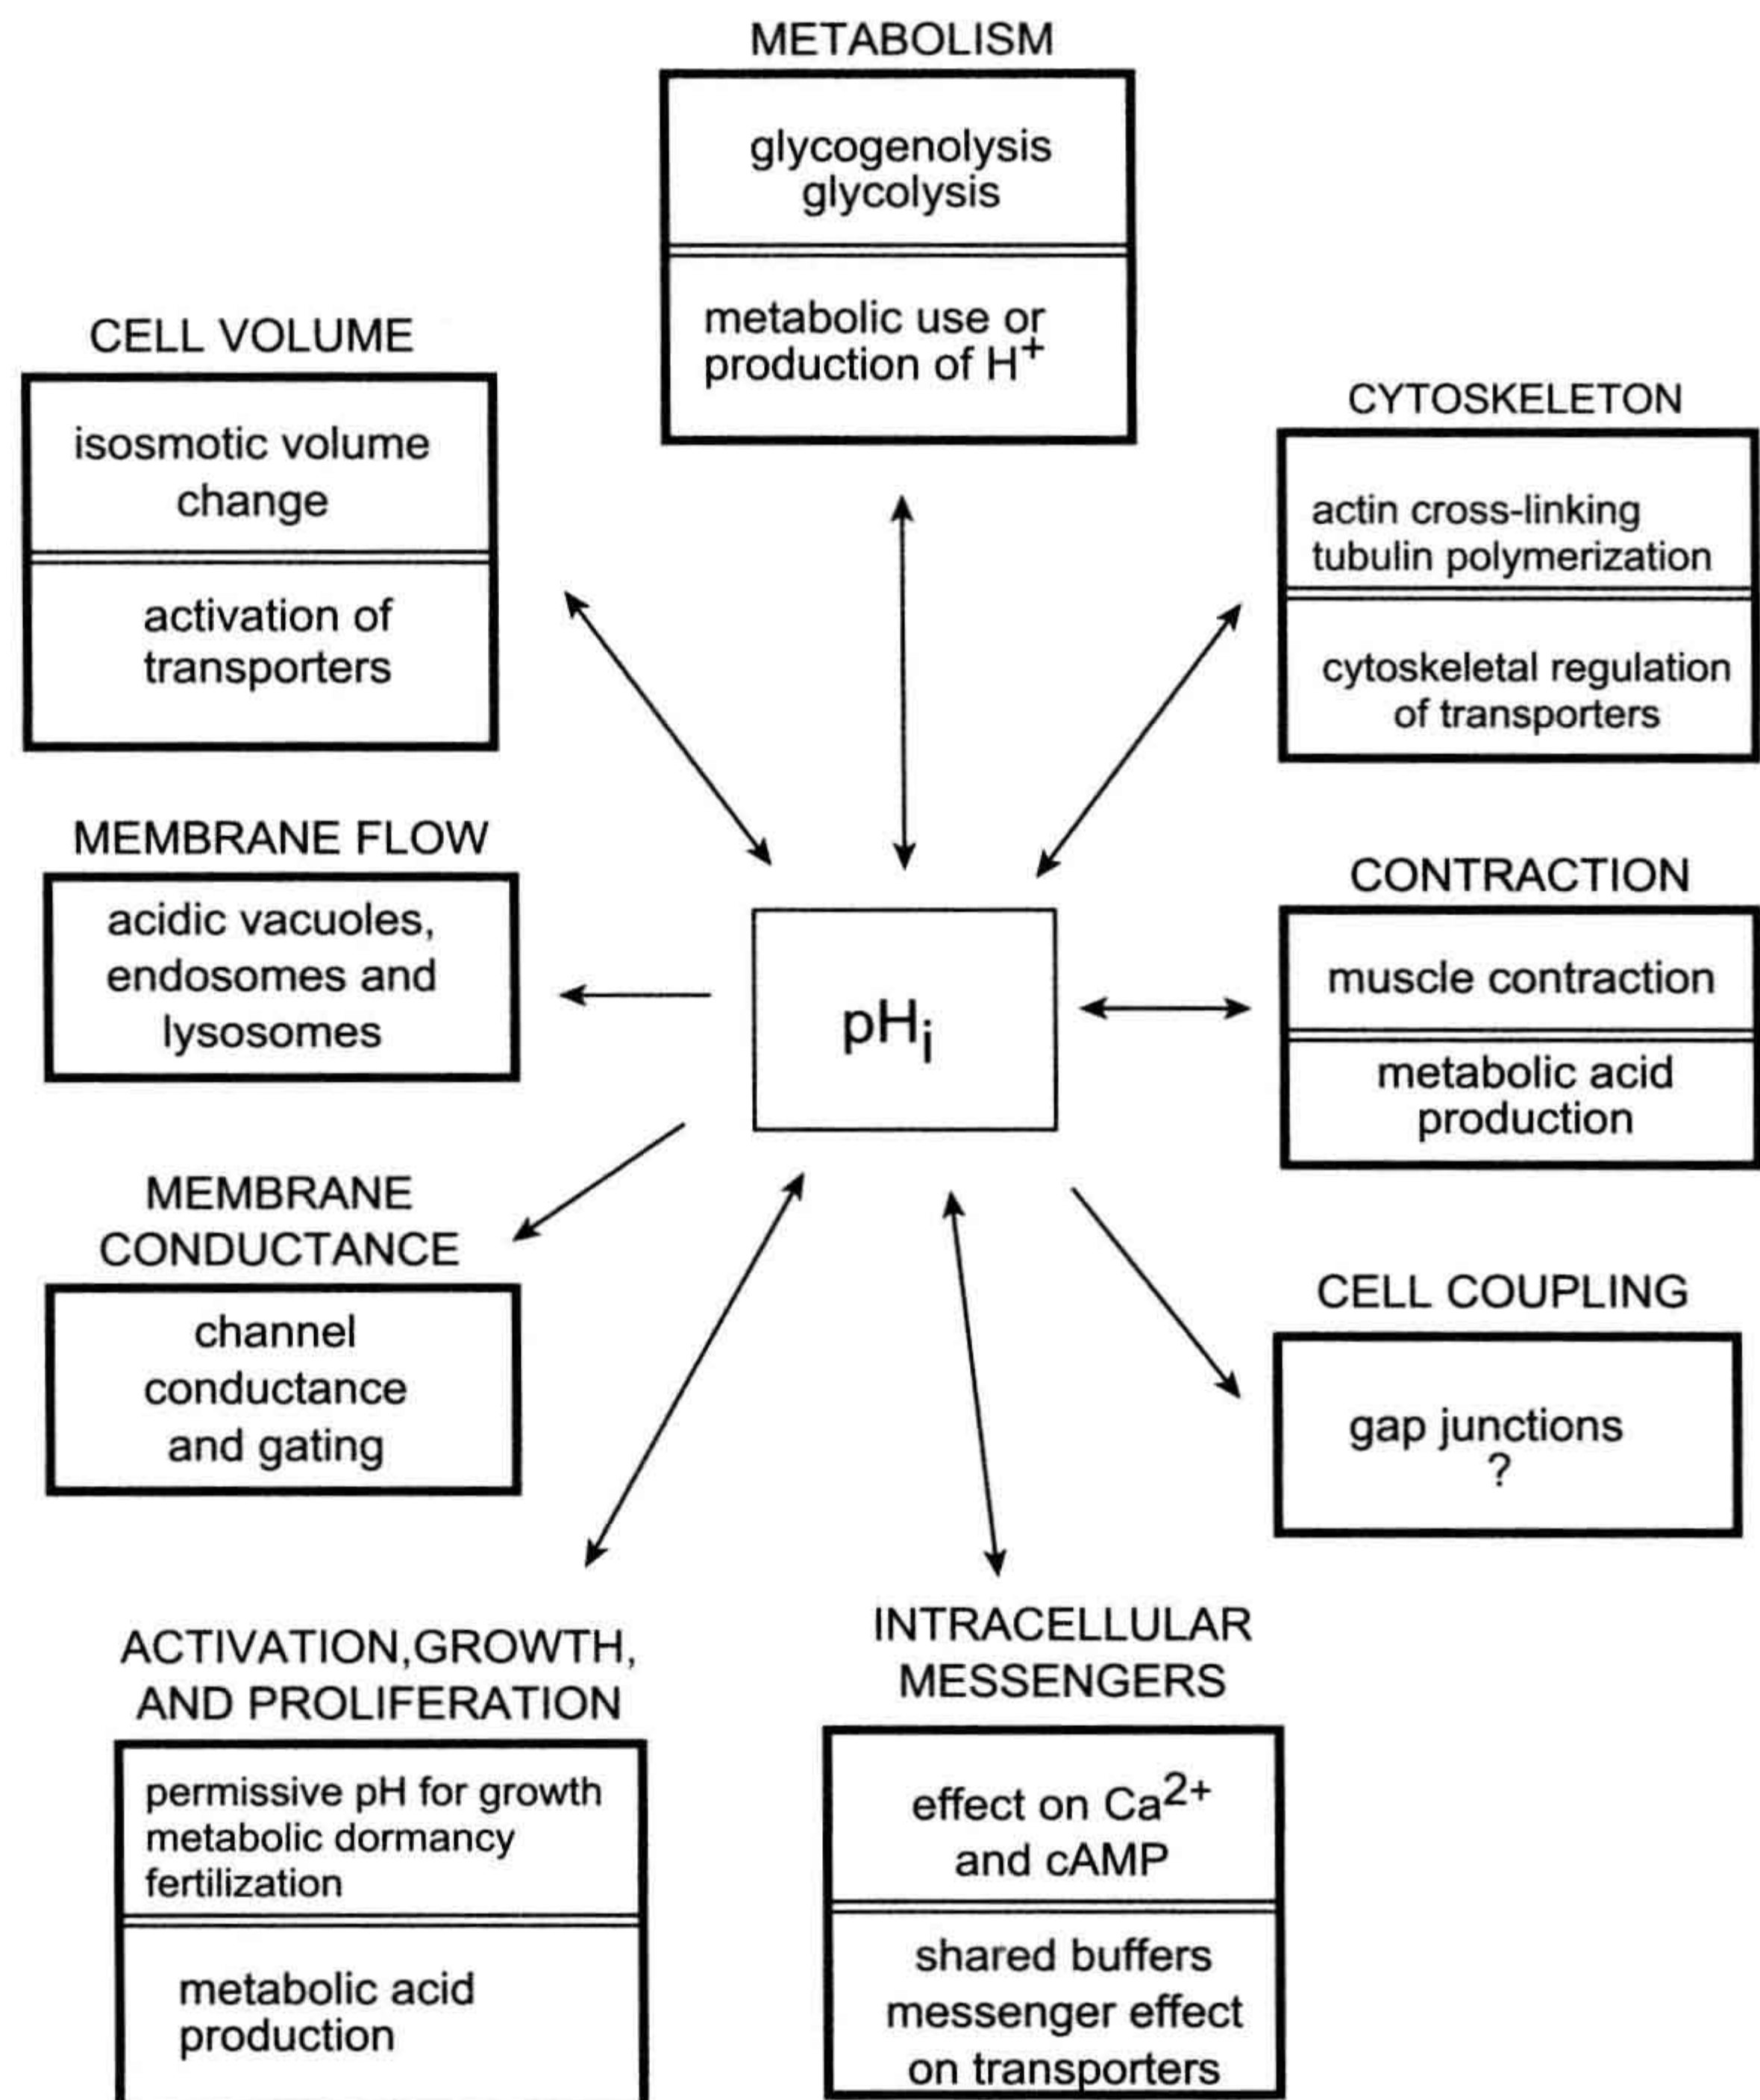 METABOLISM
glycogenolysis
glycolysis
metabolic use or
production of H⁺
CELL VOLUME
isosmotic volume
change
activation of
transporters
CYTOSKELETON
actin cross-linking
tubulin polymerization
cytoskeletal regulation
of transporters
MEMBRANE FLOW
acidic vacuoles,
endosomes and
lysosomes
pHᵢ
CONTRACTION
muscle contraction
metabolic acid
production
MEMBRANE
CONDUCTANCE
channel
conductance
and gating
CELL COUPLING
gap junctions
?
ACTIVATION,GROWTH,
AND PROLIFERATION
permissive pH for growth
metabolic dormancy
fertilization
metabolic acid
production
INTRACELLULAR
MESSENGERS
effect on Ca²⁺
and cAMP
shared buffers
messenger effect
on transporters